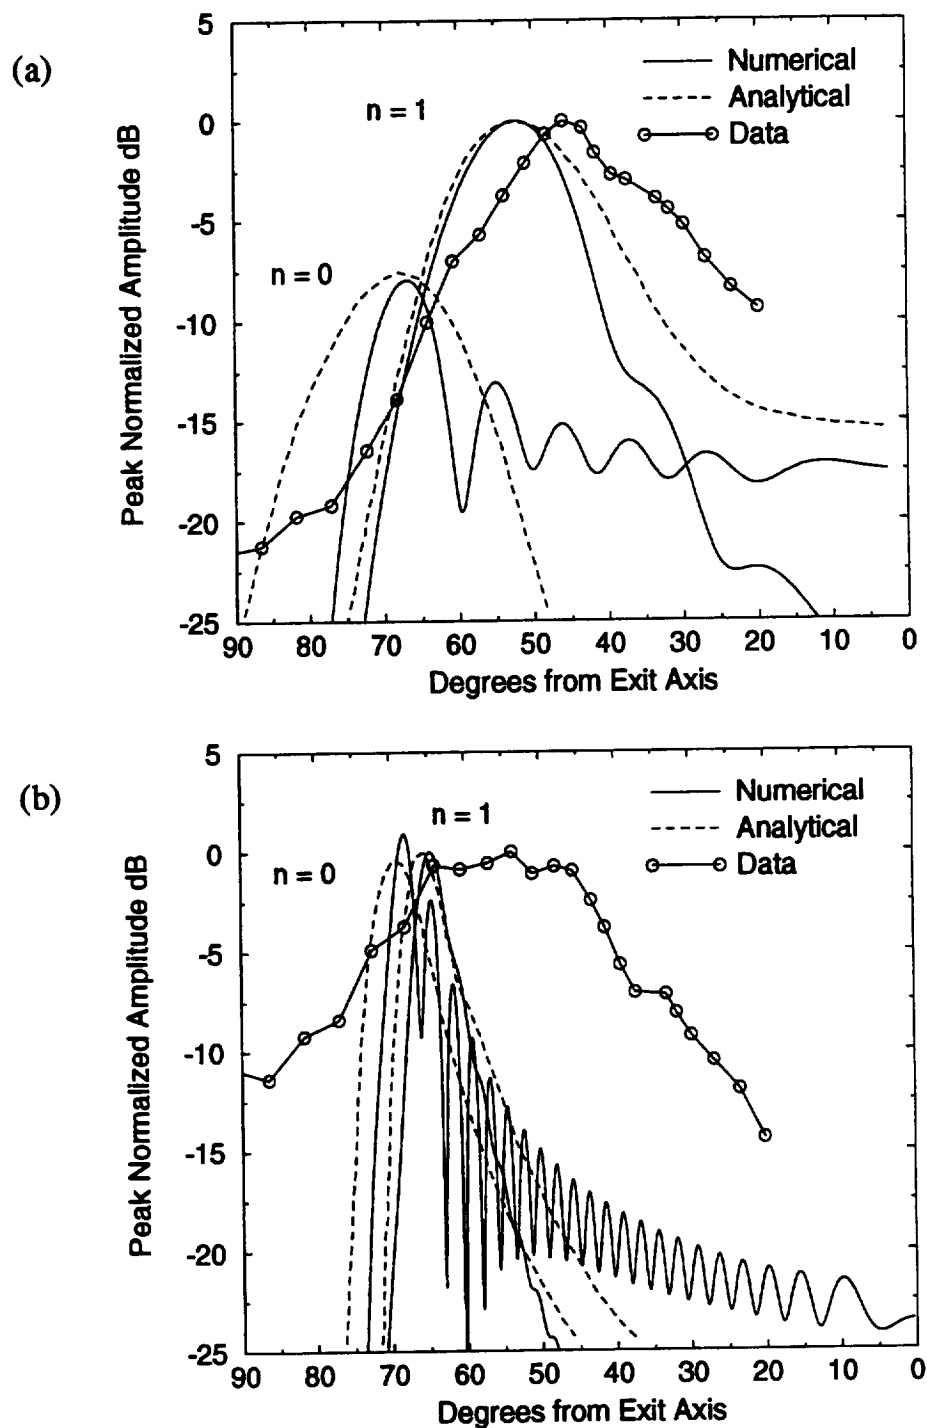 (a)
5
0
-5
-10
-15
-20
-25
Peak Normalized Amplitude dB
n = 1
n = 0
Numerical
Analytical
Data
90 80 70 60 50 40 30 20 10 0
Degrees from Exit Axis
(b)
5
0
-5
-10
-15
-20
-25
Peak Normalized Amplitude dB
n = 1
n = 0
Numerical
Analytical
Data
90 80 70 60 50 40 30 20 10 0
Degrees from Exit Axis